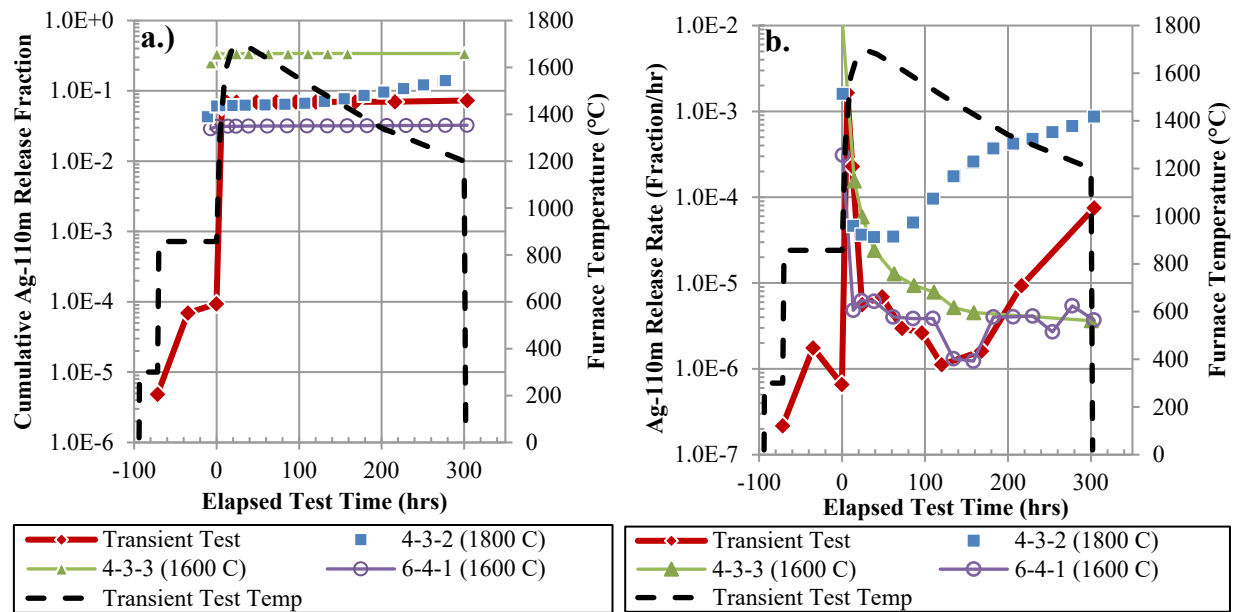 a.)
1.0E+0
1.0E-1
1.0E-2
1.0E-3
1.0E-4
1.0E-5
1.0E-6
Cumulative Ag-110m Release Fraction
1800
1600
1400
1200
1000
800
600
400
200
0
Furnace Temperature (°C)
-100 0 100 200 300
Elapsed Test Time (hrs)
Transient Test
4-3-2 (1800 C)
4-3-3 (1600 C)
6-4-1 (1600 C)
Transient Test Temp
b.
1.0E-2
1.0E-3
1.0E-4
1.0E-5
1.0E-6
1.0E-7
Ag-110m Release Rate (Fraction/hr)
1800
1600
1400
1200
1000
800
600
400
200
0
Furnace Temperature (°C)
-100 0 100 200 300
Elapsed Test Time (hrs)
Transient Test
4-3-2 (1800 C)
4-3-3 (1600 C)
6-4-1 (1600 C)
Transient Test Temp